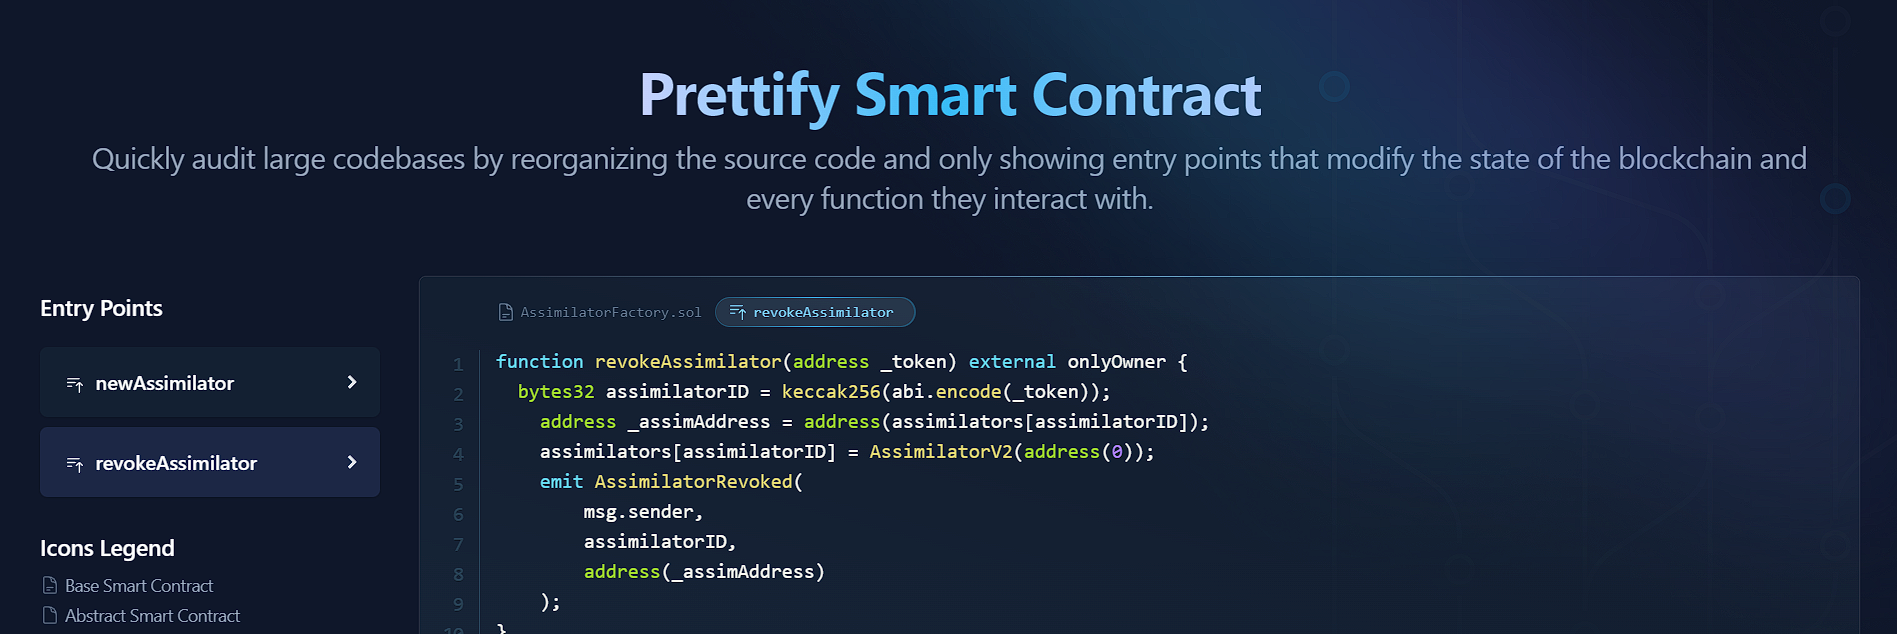 Prettify Smart Contract
Quickly audit large codebases by reorganizing the source code and only showing entry points that modify the state of the blockchain and
every function they interact with.
Entry Points
newAssimilator
revokeAssimilator
Icons Legend
Base Smart Contract
Abstract Smart Contract
AssimilatorFactory.sol revokeAssimilator
1 function revokeAssimilator(address _token) external onlyOwner {
2 bytes32 assimilatorID = keccak256(abi.encode(_token));
3 address _assimAddress = address(assimilators[assimilatorID]);
4 assimilators[assimilatorID] = AssimilatorV2(address(0));
5 emit AssimilatorRevoked(
6 msg.sender,
7 assimilatorID,
8 address(_assimAddress)
9 );
10 }